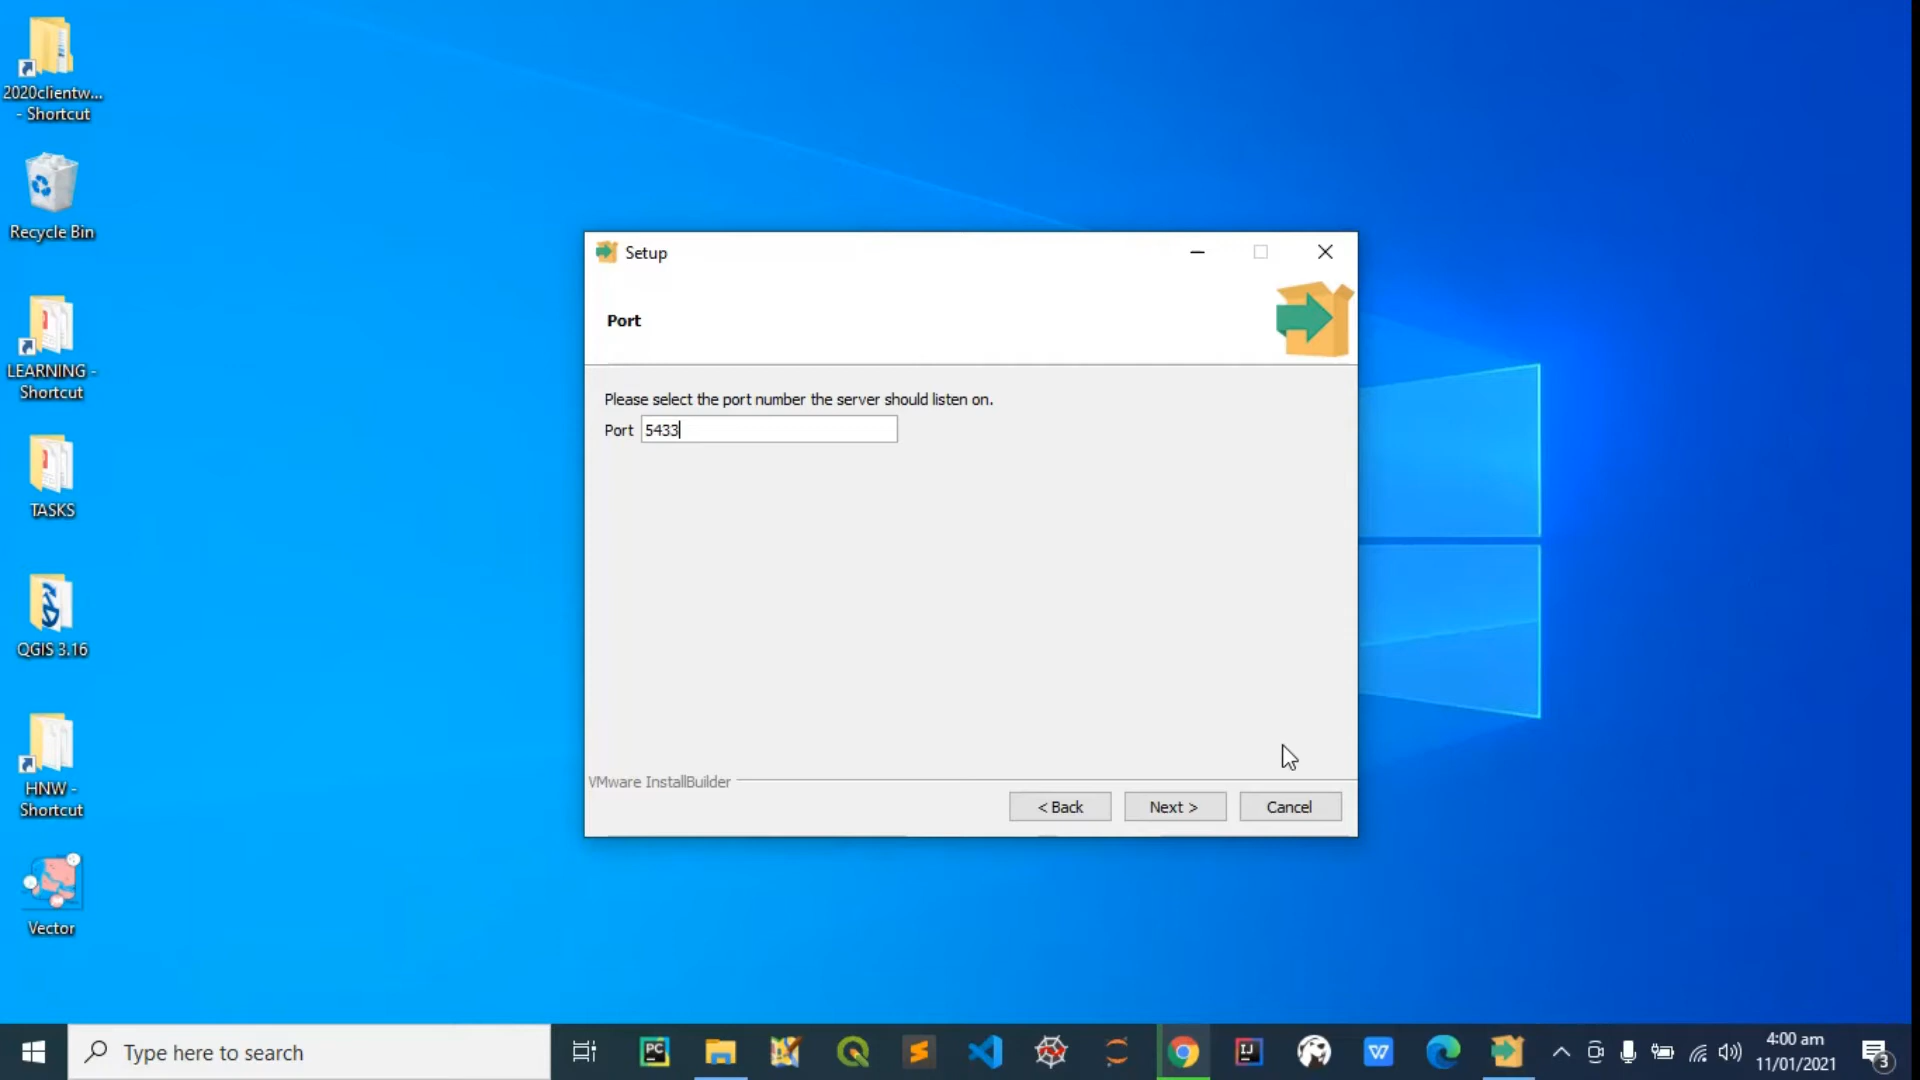 2020clientw...
- Shortcut
Recycle Bin
LEARNING -
Shortcut
TASKS
QGIS 3.16
HNW -
Shortcut
Vector
Setup
Port
Please select the port number the server should listen on.
Port 5433
VMware InstallBuilder
< Back
Next >
Cancel
Type here to search
PC
IJ
W
4:00 am
11/01/2021
3